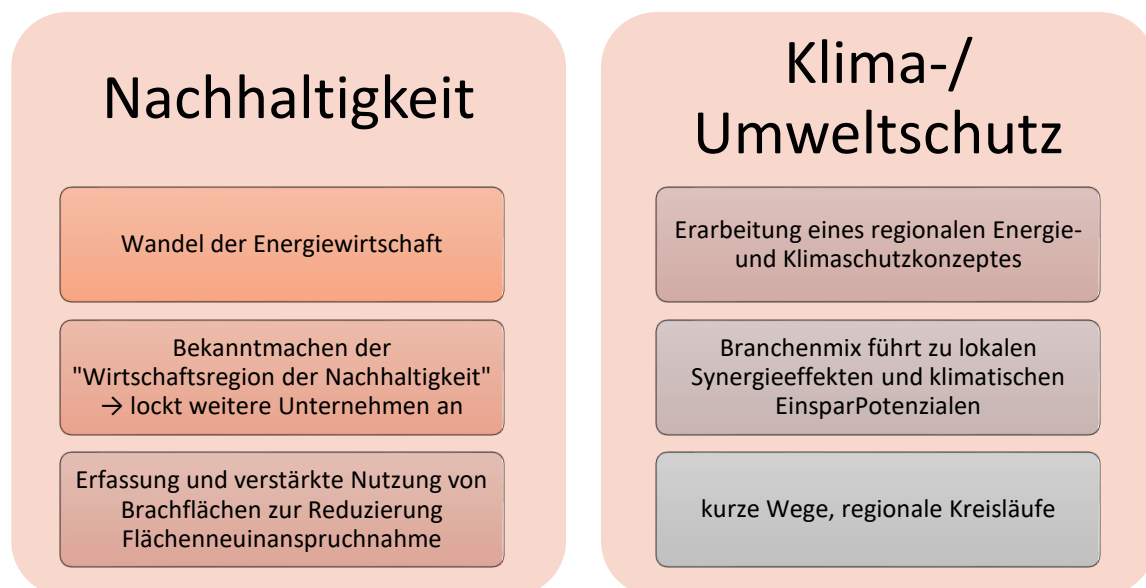 Nachhaltigkeit
Wandel der Energiewirtschaft
Bekanntmachen der
"Wirtschaftsregion der Nachhaltigkeit"
→ lockt weitere Unternehmen an
Erfassung und verstärkte Nutzung von
Brachflächen zur Reduzierung
Flächenneuinanspruchnahme
Klima-/
Umweltschutz
Erarbeitung eines regionalen Energie-
und Klimaschutzkonzeptes
Branchenmix führt zu lokalen
Synergieeffekten und klimatischen
EinsparPotenzialen
kurze Wege, regionale Kreisläufe